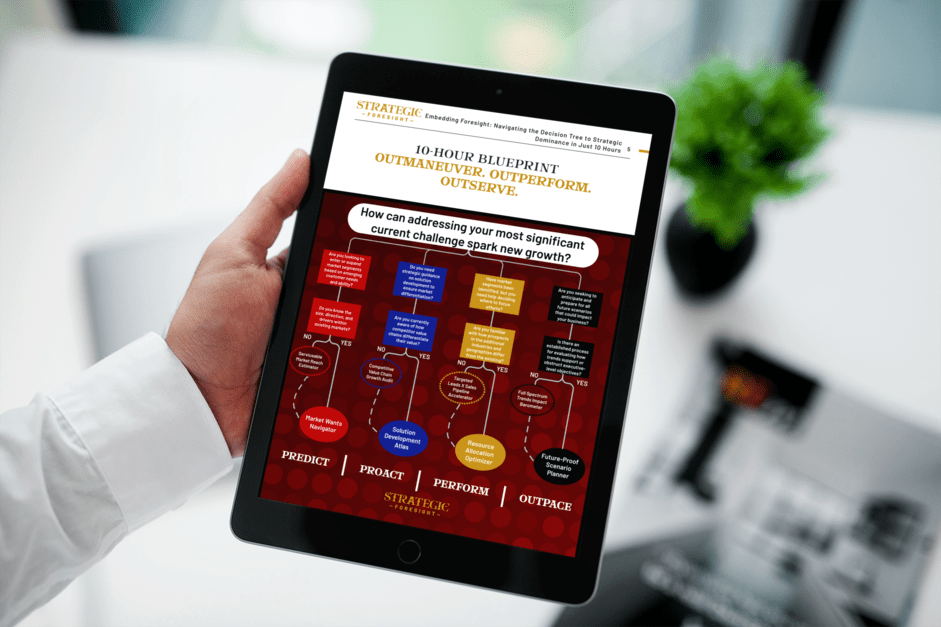 STRATEGIC
FORESIGHT
Embedding Foresight: Navigating the Decision Tree to Strategic
Dominance in Just 10 Hours
5
10-HOUR BLUEPRINT
OUTMANEUVER. OUTPERFORM.
OUTSERVE.
How can addressing your most significant
current challenge spark new growth?
Are you looking to
enter or expand
market segments
based on emerging
customer needs
and ability?
Do you need
strategic guidance
on solution
development to
ensure market
differentiation?
Have market
segments been
identified, but you
need help deciding
where to focus
efforts?
Are you seeking to
anticipate and
prepare for all
future scenarios
that could impact
your business?
Do you know the
size, direction, and
drivers within
existing markets?
Are you currently
aware of how
competitor value
chains differentiate
their value?
Are you familiar
with how prospects
in the additional
industries and
geographies differ
from the existing?
Is there an
established process
for evaluating how
trends support or
obstruct executive-
level objectives?
NO
YES
NO
YES
NO
YES
NO
YES
Serviceable
Market Reach
Estimator
Competitive
Value Chain
Growth Audit
Targeted
Leads X Sales
Pipeline
Accelerator
Full-Spectrum
Trends Impact
Barometer
Market Wants
Navigator
Solution
Development
Atlas
Resource
Allocation
Optimizer
Future-Proof
Scenario
Planner
PREDICT
PROACT
PERFORM
OUTPACE
STRATEGIC
FORESIGHT